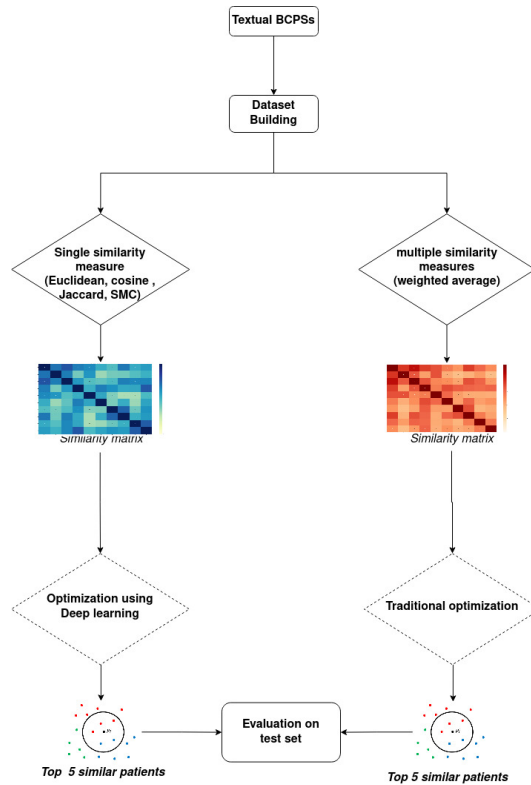 Textual BCPSs
Dataset
Building
Single similarity
measure
(Euclidean, cosine ,
Jaccard, SMC)
multiple similarity
measures
(weighted average)
Similarity matrix
Similarity matrix
Optimization using
Deep learning
Traditional optimization
Evaluation on
test set
Top 5 similar patients
Top 5 similar patients